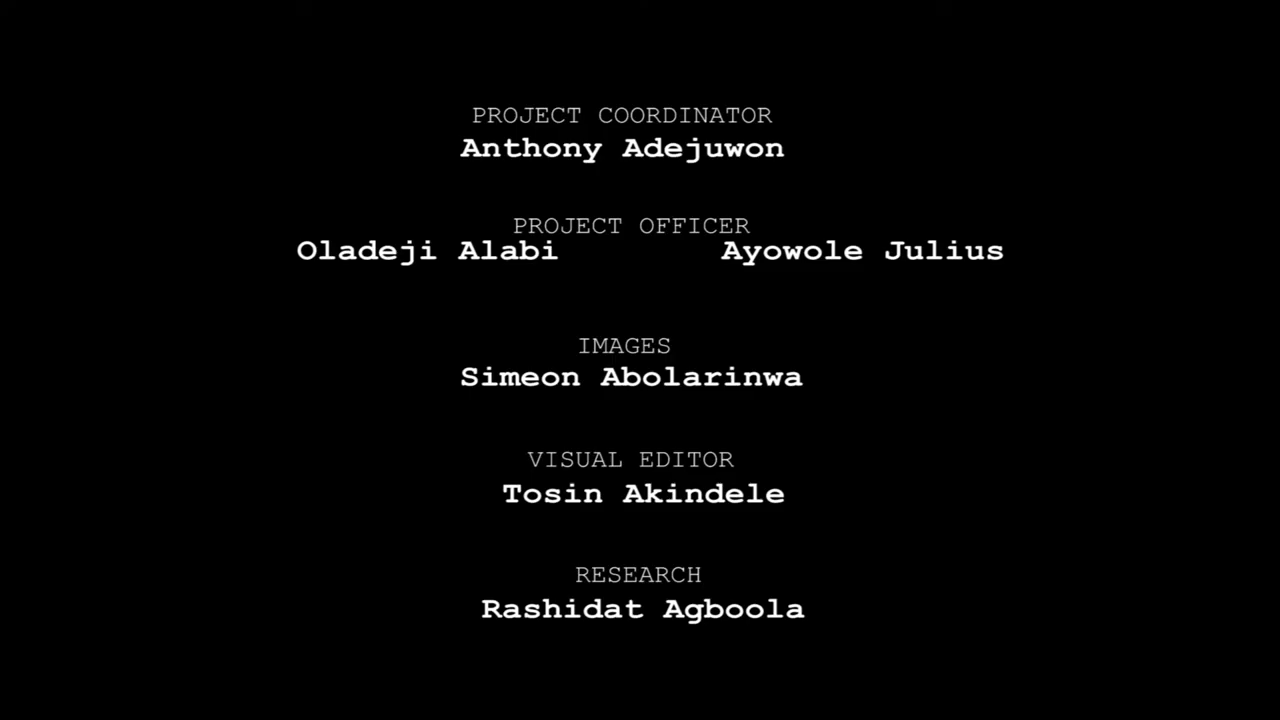 PROJECT COORDINATOR
Anthony Adejuwon
PROJECT OFFICER
Oladeji Alabi Ayowole Julius
IMAGES
Simeon Abolarinwa
VISUAL EDITOR
Tosin Akindele
RESEARCH
Rashidat Agboola